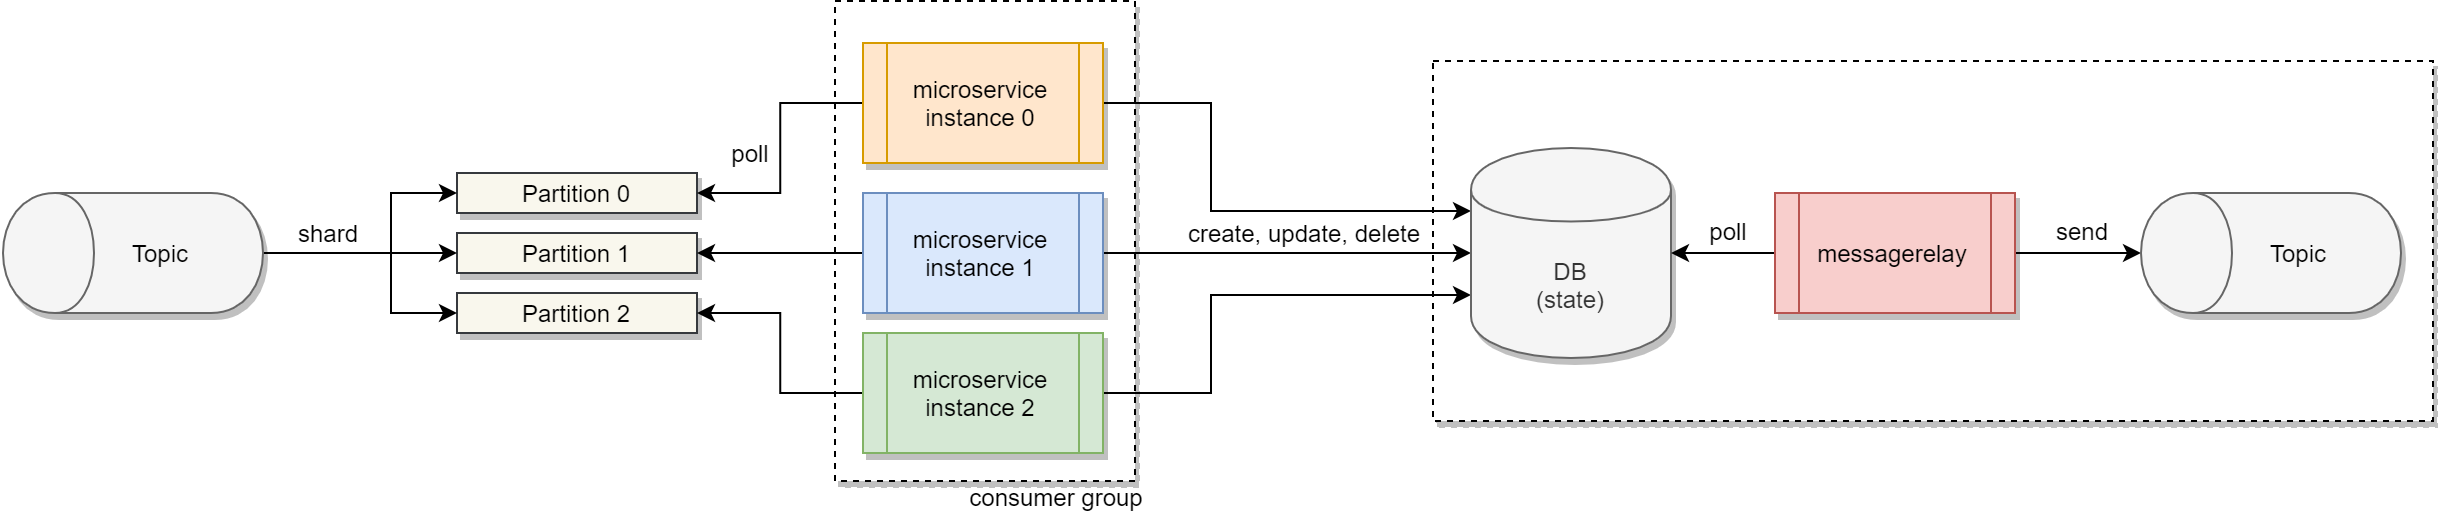 Topic
shard
Partition 0
Partition 1
Partition 2
poll
microservice
instance 0
microservice
instance 1
microservice
instance 2
consumer group
create, update, delete
DB
(state)
poll
messagerelay
send
Topic